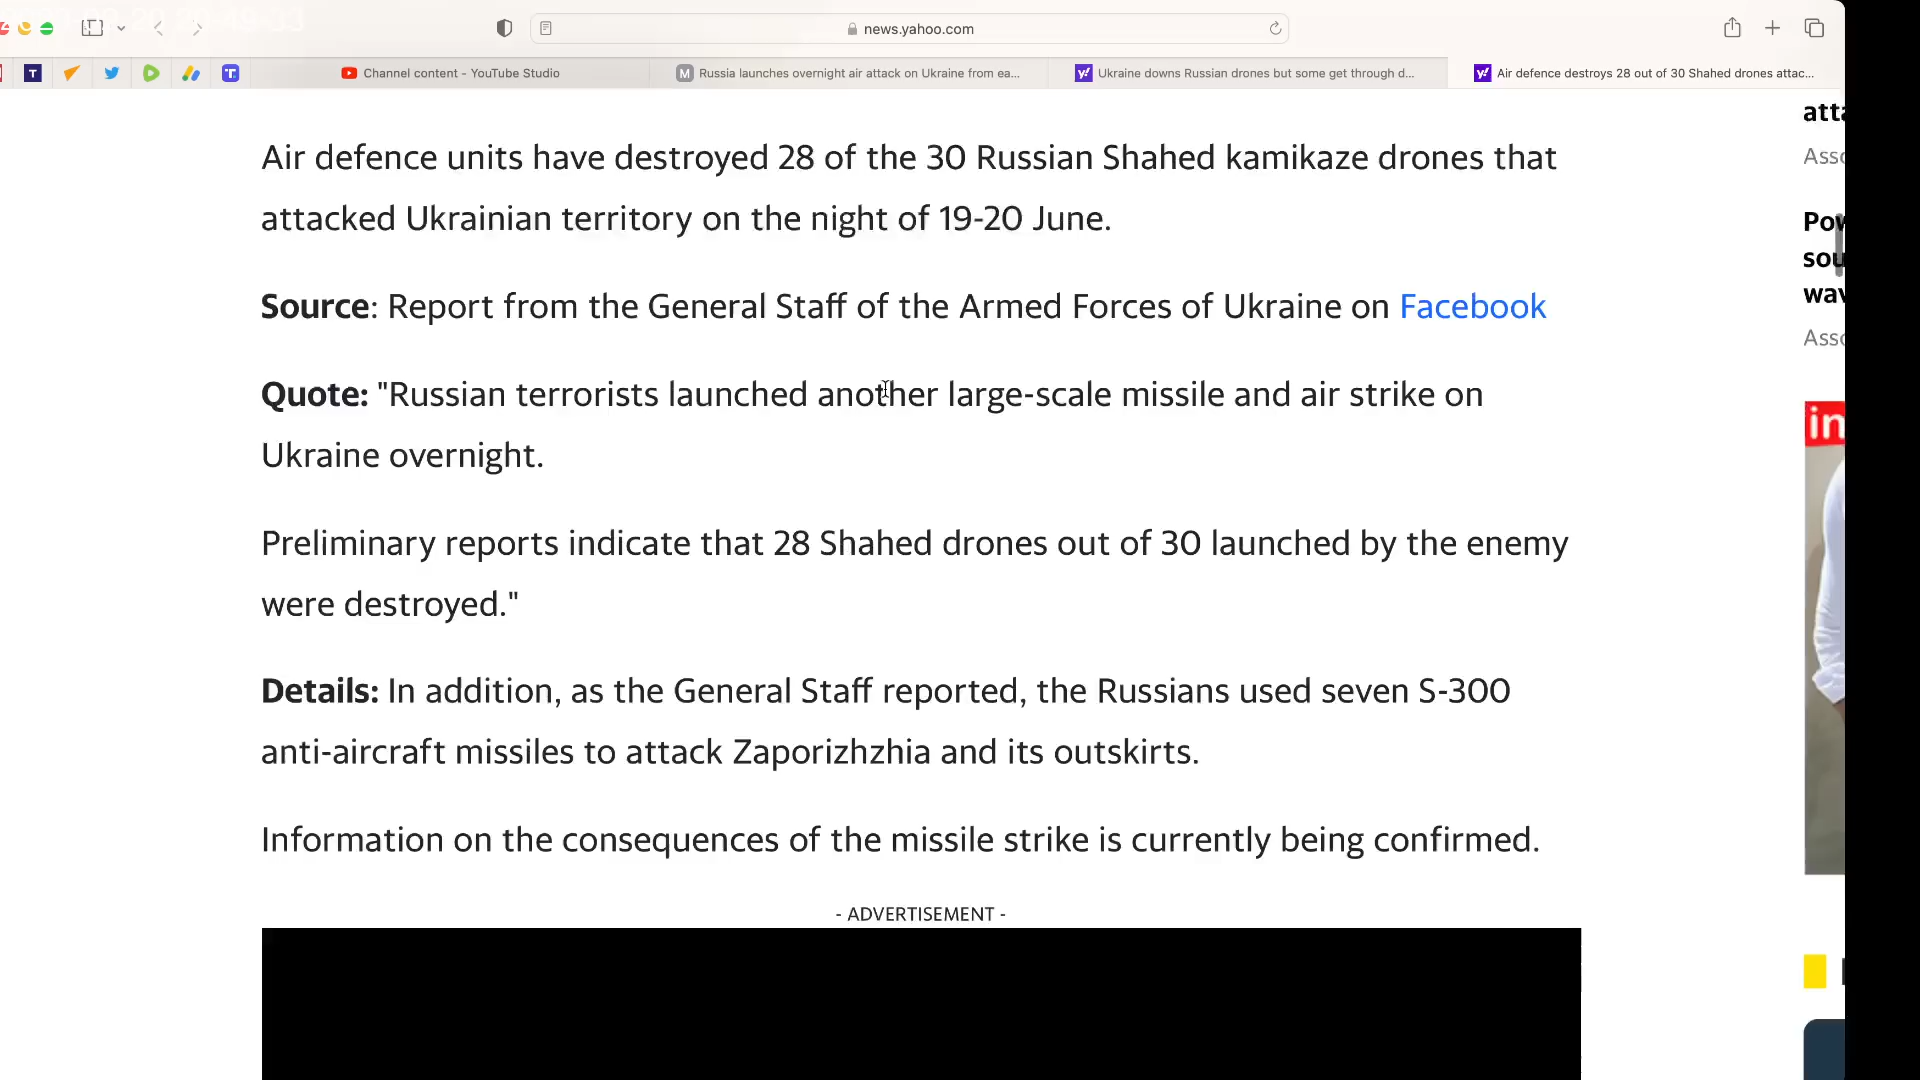 news.yahoo.com
Channel content - YouTube Studio
Russia launches overnight air attack on Ukraine from ea...
Ukraine downs Russian drones but some get through d...
Air defence destroys 28 out of 30 Shahed drones attac...
Air defence units have destroyed 28 of the 30 Russian Shahed kamikaze drones that
attacked Ukrainian territory on the night of 19-20 June.
Source: Report from the General Staff of the Armed Forces of Ukraine on Facebook
Quote: "Russian terrorists launched another large-scale missile and air strike on
Ukraine overnight.
Preliminary reports indicate that 28 Shahed drones out of 30 launched by the enemy
were destroyed."
Details: In addition, as the General Staff reported, the Russians used seven S-300
anti-aircraft missiles to attack Zaporizhzhia and its outskirts.
Information on the consequences of the missile strike is currently being confirmed.
- ADVERTISEMENT -